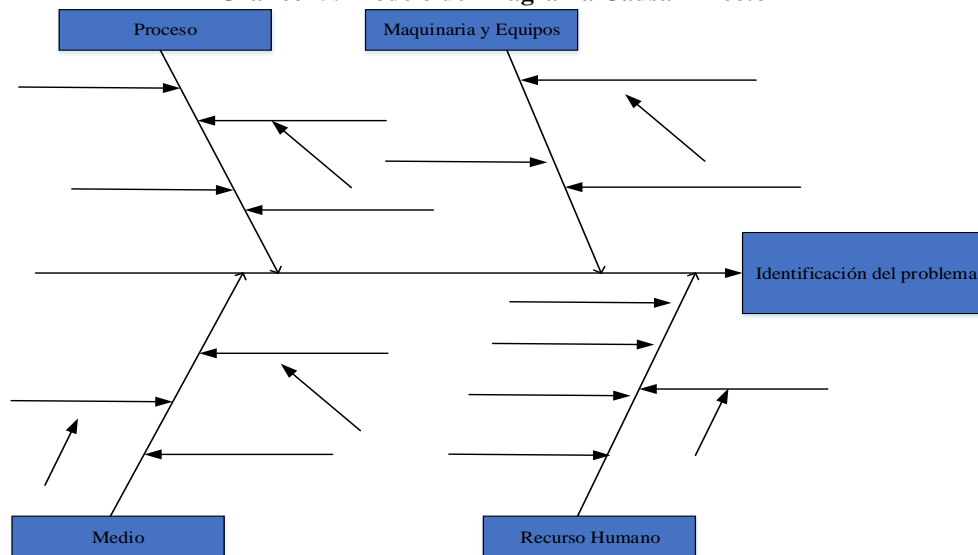 Proceso
Maquinaria y Equipos
Identificación del problema
Medio
Recurso Humano